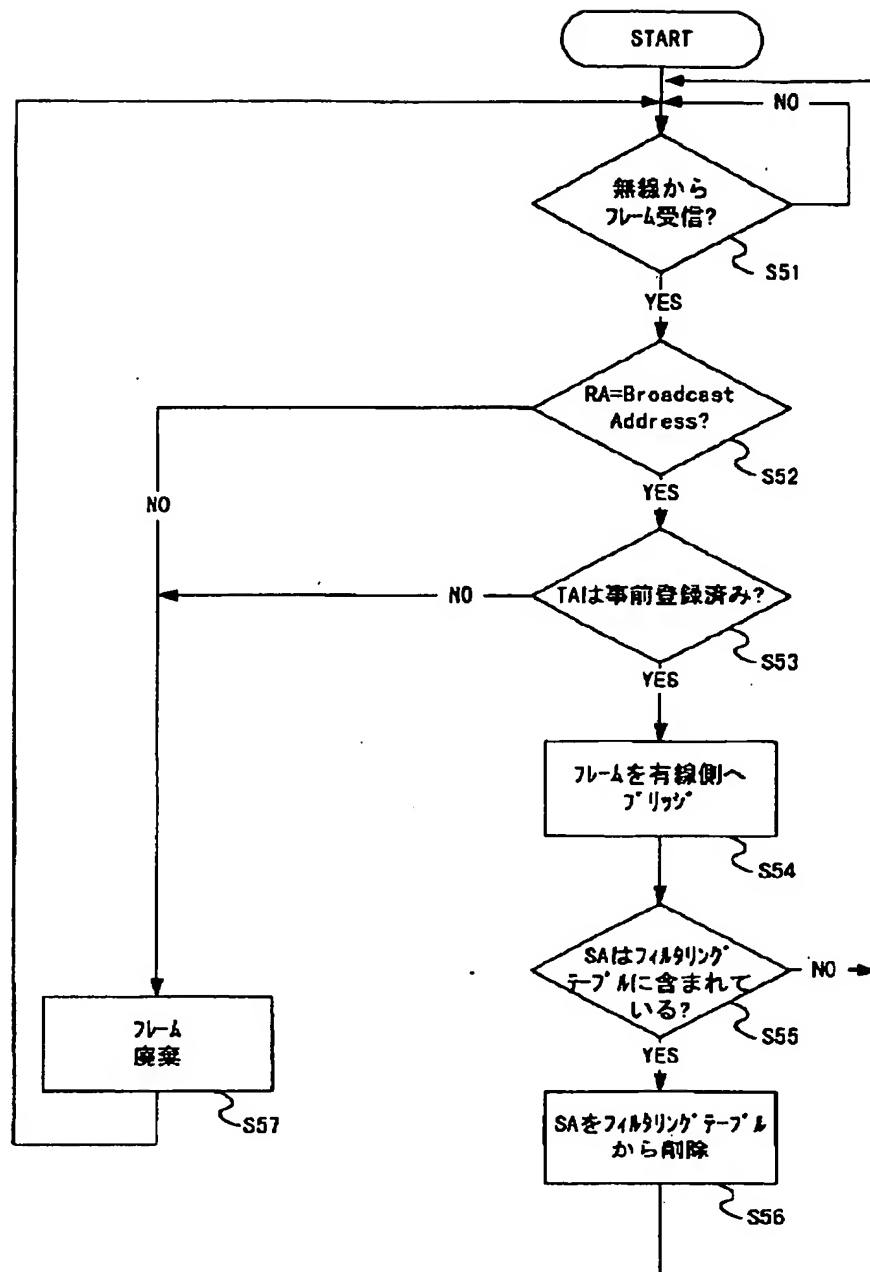 START
NO
無線から
フレーム受信?
S51
YES
RA=Broadcast
Address?
S52
NO
YES
NO
TAは事前登録済み?
S53
YES
フレームを有線側へ
ブリッジ
S54
SAはフィルタリング
テーブルに含まれて
いる?
NO
S55
YES
フレーム
廃棄
S57
SAをフィルタリングテーブル
から削除
S56